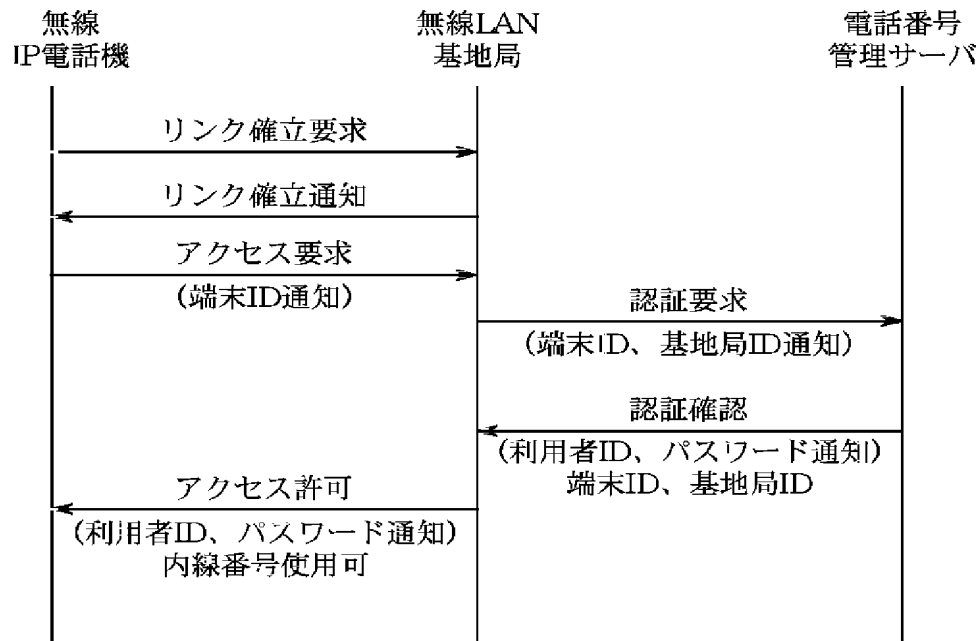 無線
IP電話機
無線LAN
基地局
電話番号
管理サーバ
リンク確立要求
リンク確立通知
アクセス要求
(端末ID通知)
認証要求
(端末ID、基地局ID通知)
認証確認
(利用者ID、パスワード通知)
端末ID、基地局ID
アクセス許可
(利用者ID、パスワード通知)
内線番号使用可